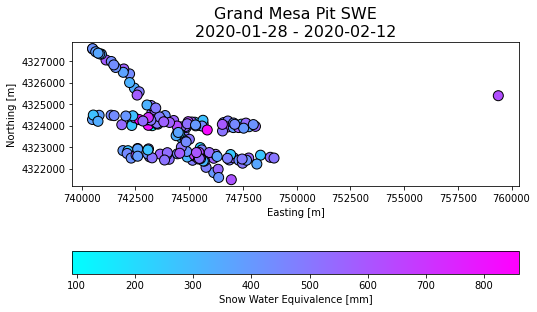 Grand Mesa Pit SWE
2020-01-28 - 2020-02-12
4327000
4326000
4325000
4324000
4323000
4322000
Northing [m]
740000 742500 745000 747500 750000 752500 755000 757500 760000
Easting [m]
100 200 300 400 500 600 700 800
Snow Water Equivalence [mm]